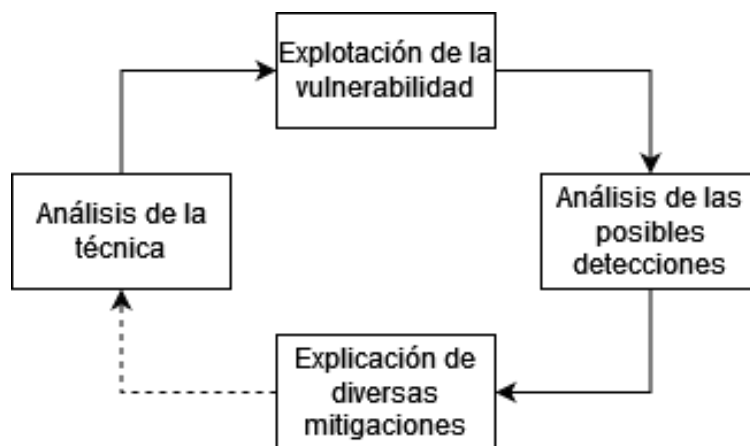 Explotación de la
vulnerabilidad
Análisis de la
técnica
Análisis de las
posibles
detecciones
Explicación de
diversas
mitigaciones